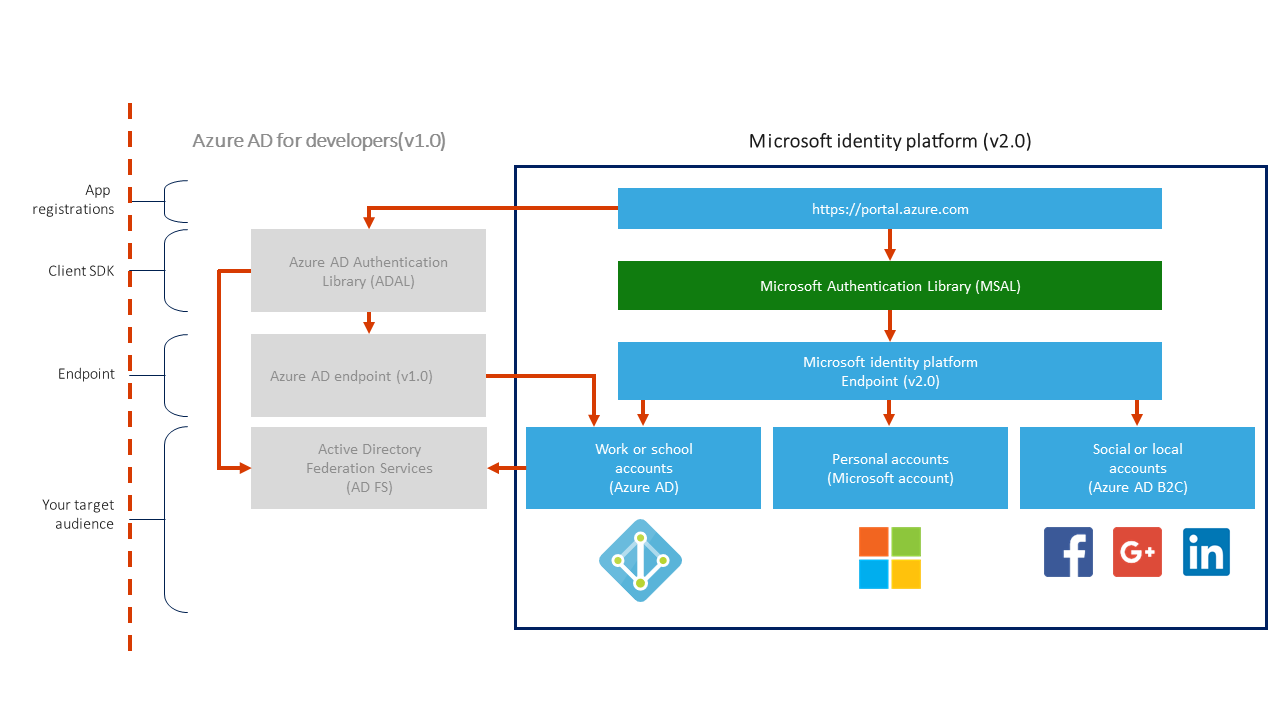 Azure AD for developers(v1.0)
Microsoft identity platform (v2.0)
App
registrations
https://portal.azure.com
Client SDK
Azure AD Authentication
Library (ADAL)
Microsoft Authentication Library (MSAL)
Endpoint
Azure AD endpoint (v1.0)
Microsoft identity platform
Endpoint (v2.0)
Your target
audience
Active Directory
Federation Services
(AD FS)
Work or school
accounts
(Azure AD)
Personal accounts
(Microsoft account)
Social or local
accounts
(Azure AD B2C)
f
G+
in